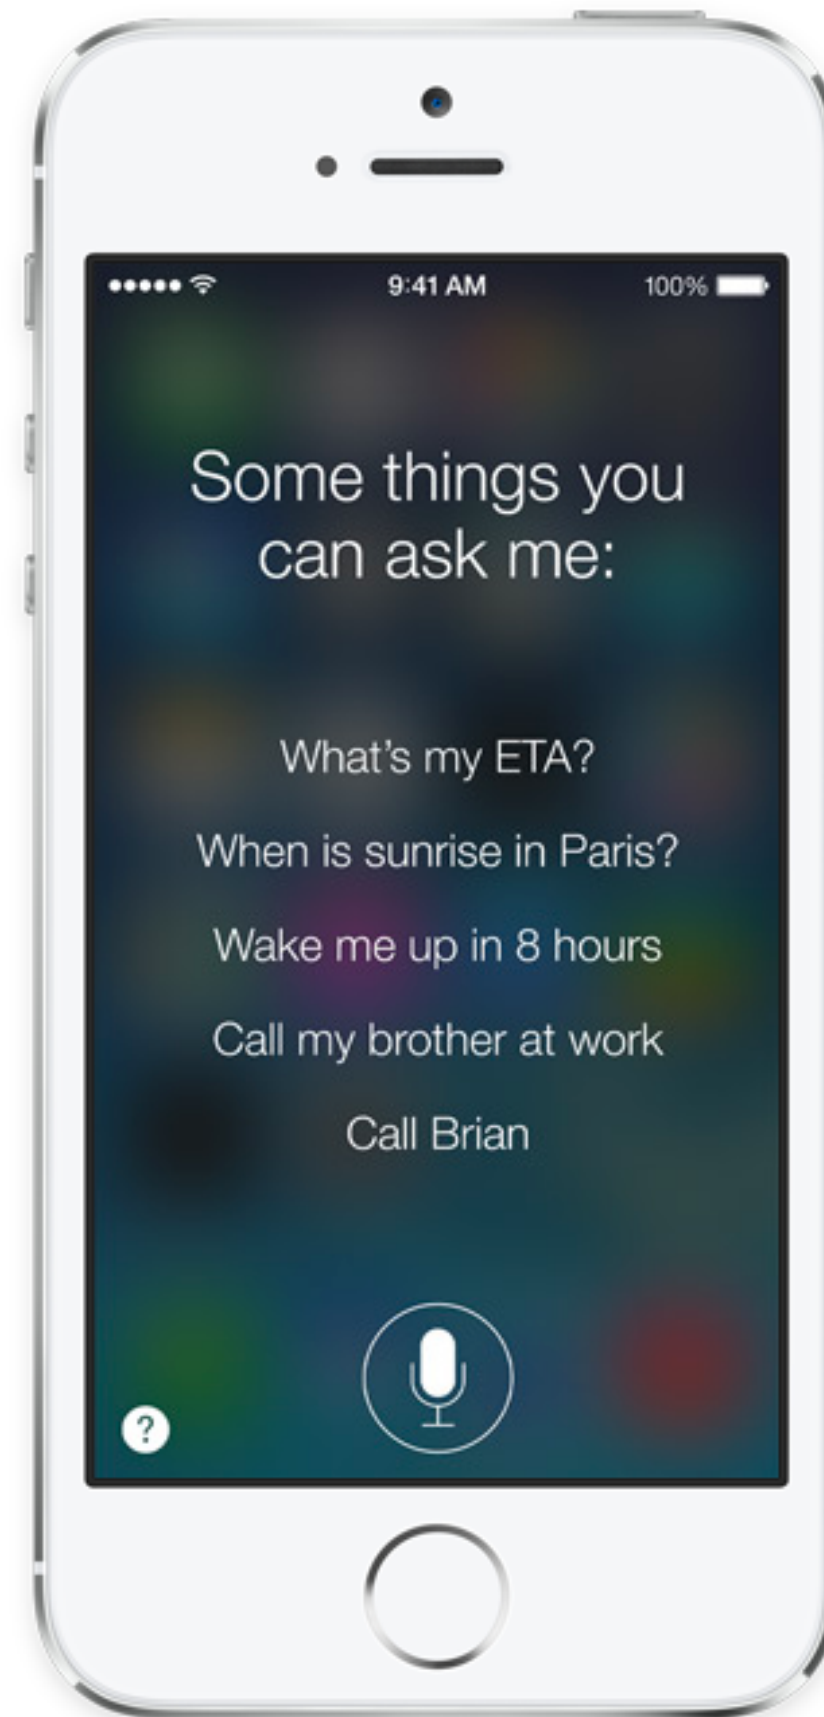 9:41 AM 100%
Some things you
can ask me:
What’s my ETA?
When is sunrise in Paris?
Wake me up in 8 hours
Call my brother at work
Call Brian
?